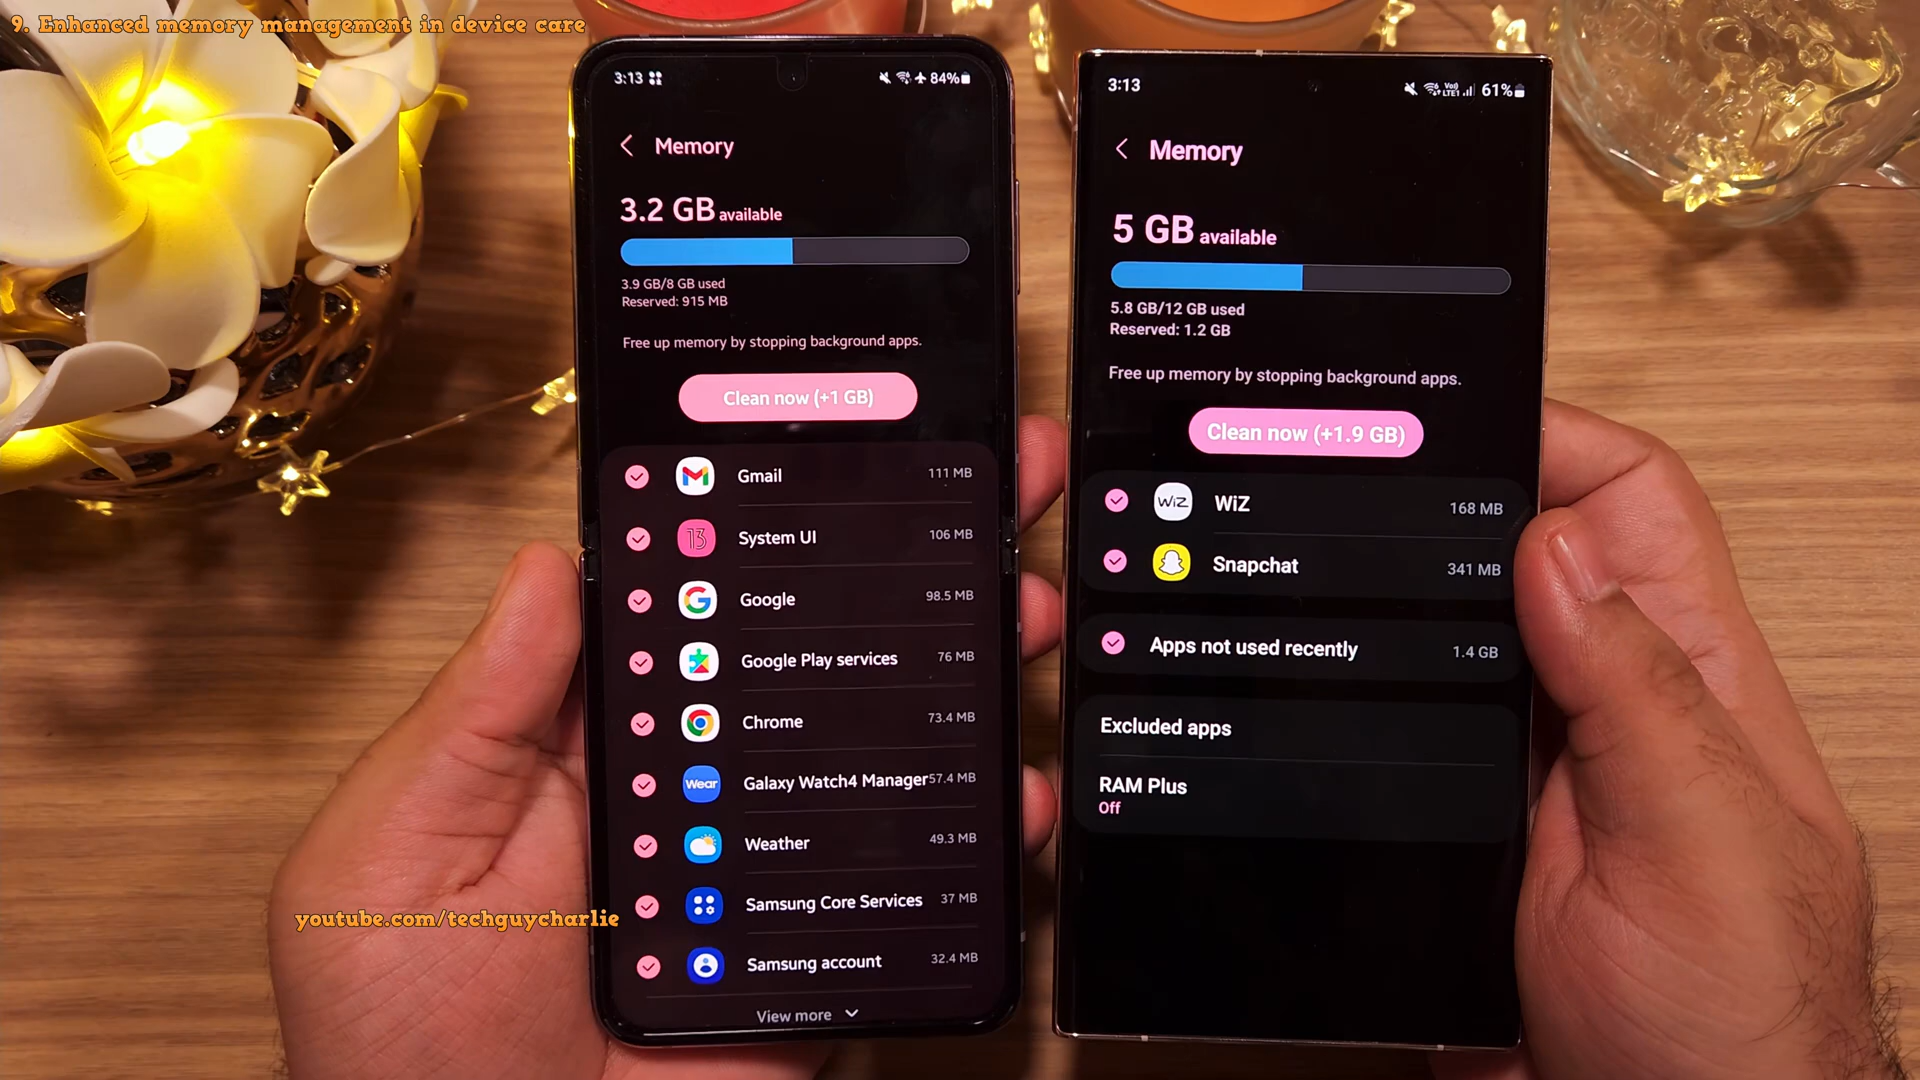 9. Enhanced memory management in device care
3:13
84%
Memory
3.2 GB available
3.9 GB/8 GB used
Reserved: 915 MB
Free up memory by stopping background apps.
Clean now (+1 GB)
Gmail 111 MB
13 System UI 106 MB
Google 98.5 MB
Google Play services 76 MB
Chrome 73.4 MB
Wear Galaxy Watch4 Manager 57.4 MB
Weather 49.3 MB
Samsung Core Services 37 MB
Samsung account 32.4 MB
View more
3:13
Vo)) LTE1 61%
Memory
5 GB available
5.8 GB/12 GB used
Reserved: 1.2 GB
Free up memory by stopping background apps.
Clean now (+1.9 GB)
WiZ WiZ 168 MB
Snapchat 341 MB
Apps not used recently 1.4 GB
Excluded apps
RAM Plus
Off
youtube.com/techguycharlie